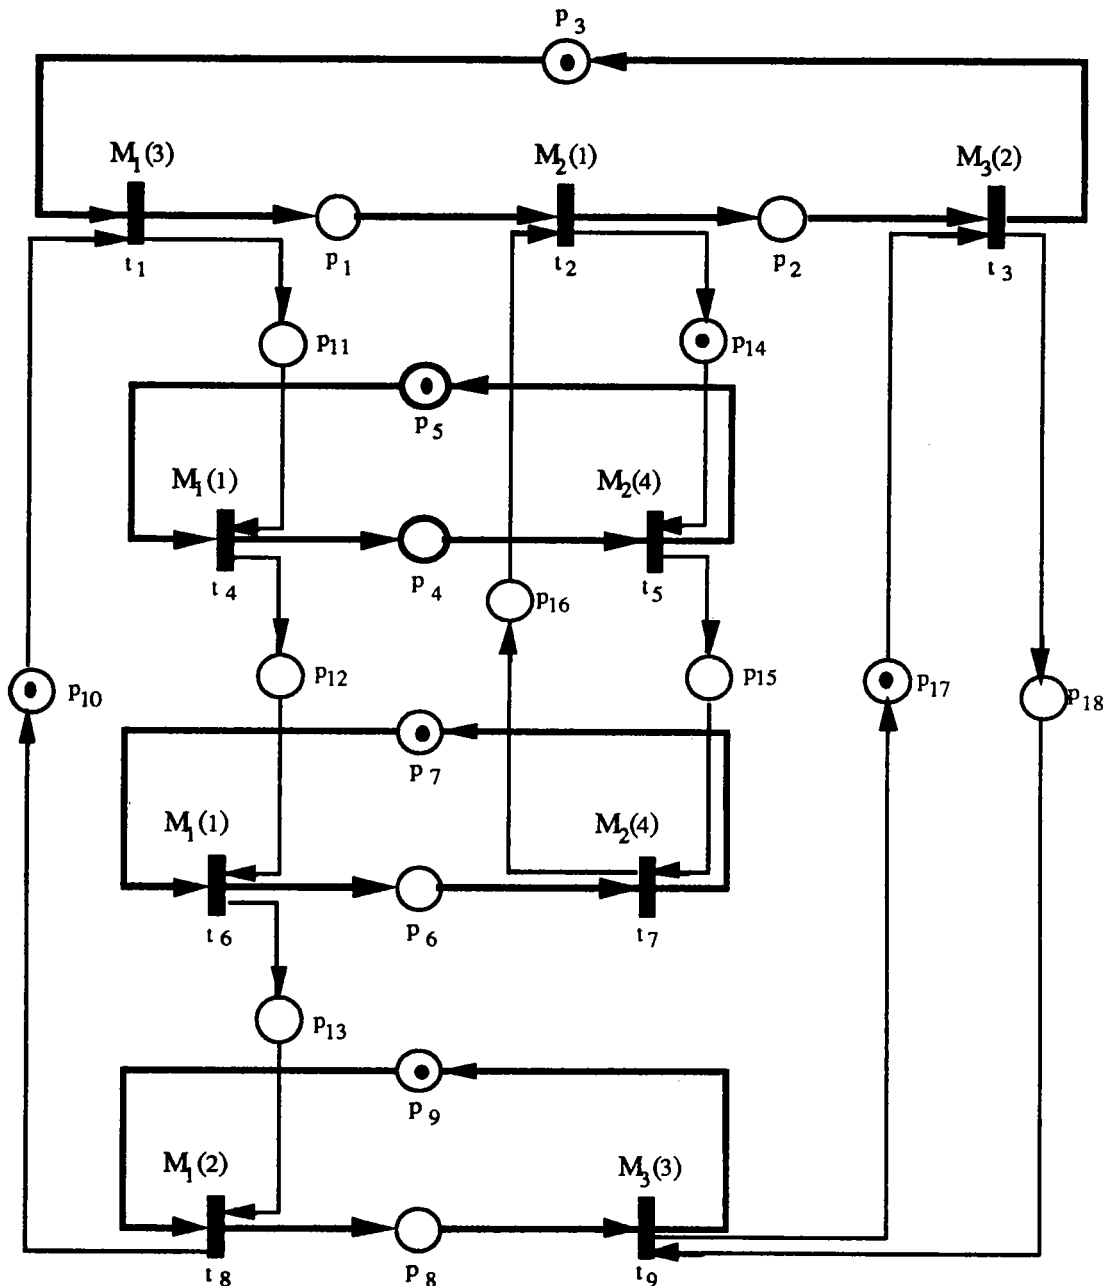 p3
M1(3) M2(1) M3(2)
t1 p1 t2 p2 t3
p11 p14
p5
M1(1) M2(4)
t4 p4 p16 t5
p12 p15
p10 p17 p18
p7
M1(1) M2(4)
t6 p6 t7
p13
p9
M1(2) M3(3)
t8 p8 t9